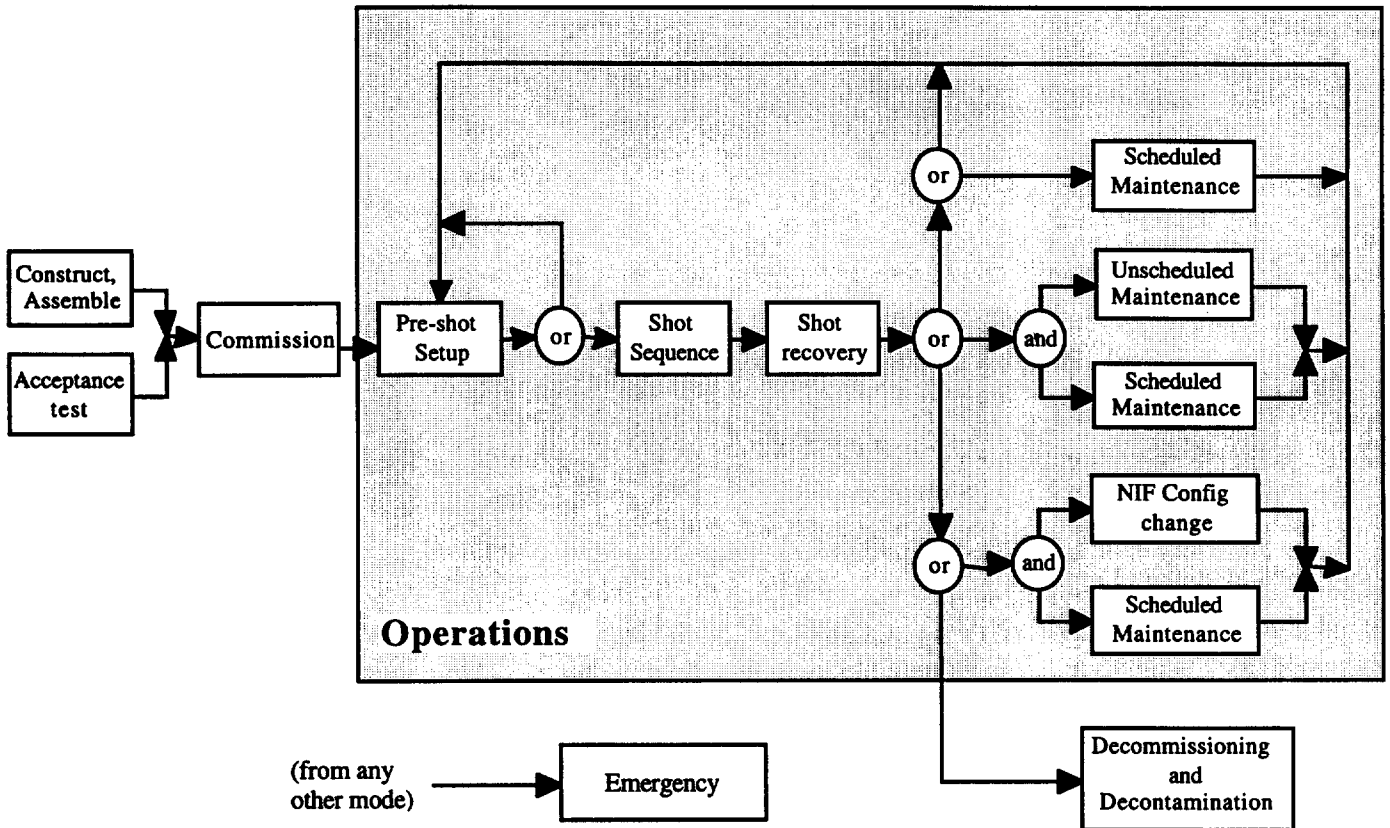 Construct,
Assemble
Acceptance
test
Commission
Pre-shot
Setup
or
Shot
Sequence
Shot
recovery
or
or
Scheduled
Maintenance
and
Unscheduled
Maintenance
Scheduled
Maintenance
or
and
NIF Config
change
Scheduled
Maintenance
Operations
(from any
other mode)
Emergency
Decommissioning
and
Decontamination